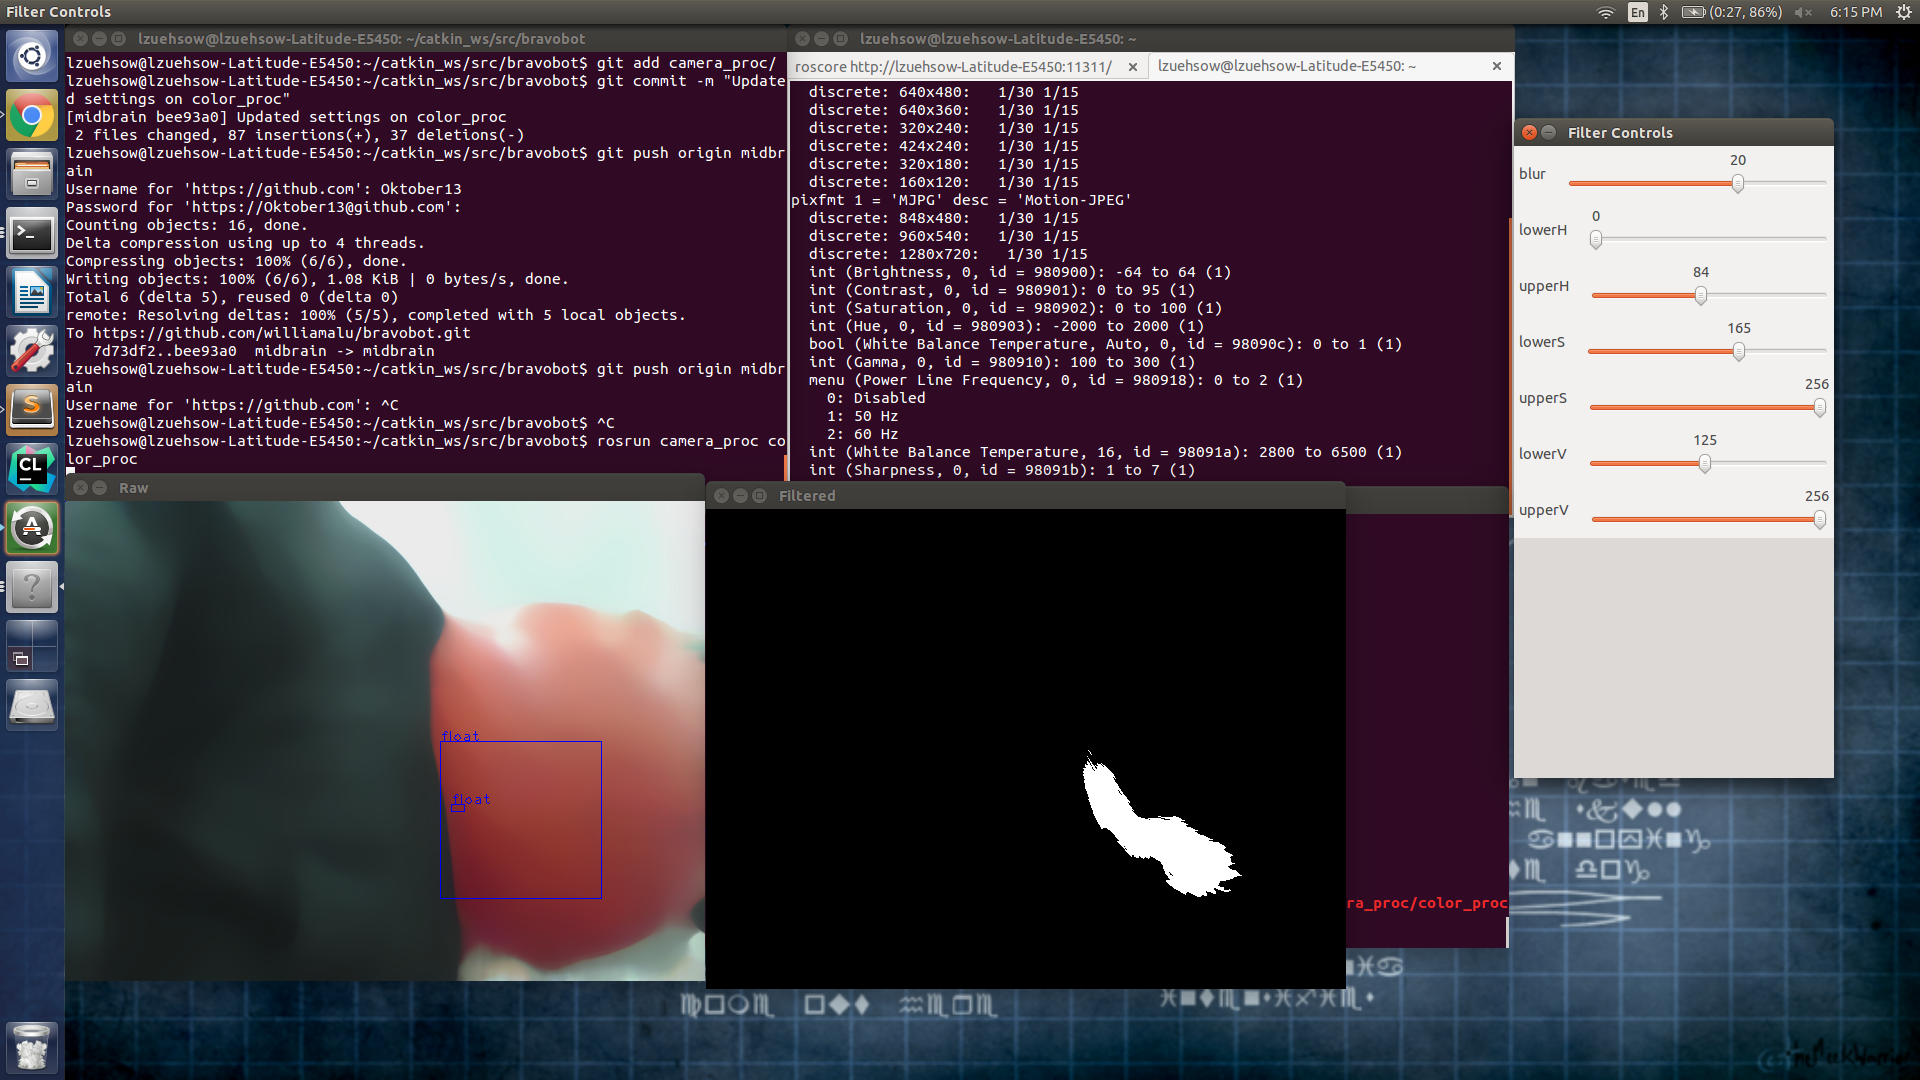 Filter Controls
En
(0:27, 86%)
6:15 PM
lzuehsow@lzuehsow-Latitude-E5450: ~/catkin_ws/src/bravobot
lzuehsow@lzuehsow-Latitude-E5450:~/catkin_ws/src/bravobot$ git add camera_proc/
lzuehsow@lzuehsow-Latitude-E5450:~/catkin_ws/src/bravobot$ git commit -m "Update
d settings on color_proc"
[midbrain bee93a0] Updated settings on color_proc
2 files changed, 87 insertions(+), 37 deletions(-)
lzuehsow@lzuehsow-Latitude-E5450:~/catkin_ws/src/bravobot$ git push origin midbr
ain
Username for 'https://github.com': Oktober13
Password for 'https://Oktober13@github.com':
Counting objects: 16, done.
Delta compression using up to 4 threads.
Compressing objects: 100% (6/6), done.
Writing objects: 100% (6/6), 1.08 KiB | 0 bytes/s, done.
Total 6 (delta 5), reused 0 (delta 0)
remote: Resolving deltas: 100% (5/5), completed with 5 local objects.
To https://github.com/williamalu/bravobot.git
7d73df2..bee93a0  midbrain -> midbrain
lzuehsow@lzuehsow-Latitude-E5450:~/catkin_ws/src/bravobot$ git push origin midbr
ain
Username for 'https://github.com': ^C
lzuehsow@lzuehsow-Latitude-E5450:~/catkin_ws/src/bravobot$ ^C
lzuehsow@lzuehsow-Latitude-E5450:~/catkin_ws/src/bravobot$ rosrun camera_proc co
lor_proc
lzuehsow@lzuehsow-Latitude-E5450: ~
roscore http://lzuehsow-Latitude-E5450:11311/
lzuehsow@lzuehsow-Latitude-E5450: ~
discrete: 640x480:   1/30 1/15
discrete: 640x360:   1/30 1/15
discrete: 320x240:   1/30 1/15
discrete: 424x240:   1/30 1/15
discrete: 320x180:   1/30 1/15
discrete: 160x120:   1/30 1/15
pixfmt 1 = 'MJPG' desc = 'Motion-JPEG'
discrete: 848x480:   1/30 1/15
discrete: 960x540:   1/30 1/15
discrete: 1280x720:   1/30 1/15
int (Brightness, 0, id = 980900): -64 to 64 (1)
int (Contrast, 0, id = 980901): 0 to 95 (1)
int (Saturation, 0, id = 980902): 0 to 100 (1)
int (Hue, 0, id = 980903): -2000 to 2000 (1)
bool (White Balance Temperature, Auto, 0, id = 98090c): 0 to 1 (1)
int (Gamma, 0, id = 980910): 100 to 300 (1)
menu (Power Line Frequency, 0, id = 980918): 0 to 2 (1)
0: Disabled
1: 50 Hz
2: 60 Hz
int (White Balance Temperature, 16, id = 98091a): 2800 to 6500 (1)
int (Sharpness, 0, id = 98091b): 1 to 7 (1)
Filter Controls
blur 20
lowerH 0
upperH 84
lowerS 165
upperS 256
lowerV 125
upperV 256
Raw
float
float
Filtered
ra_proc/color_proc
CL